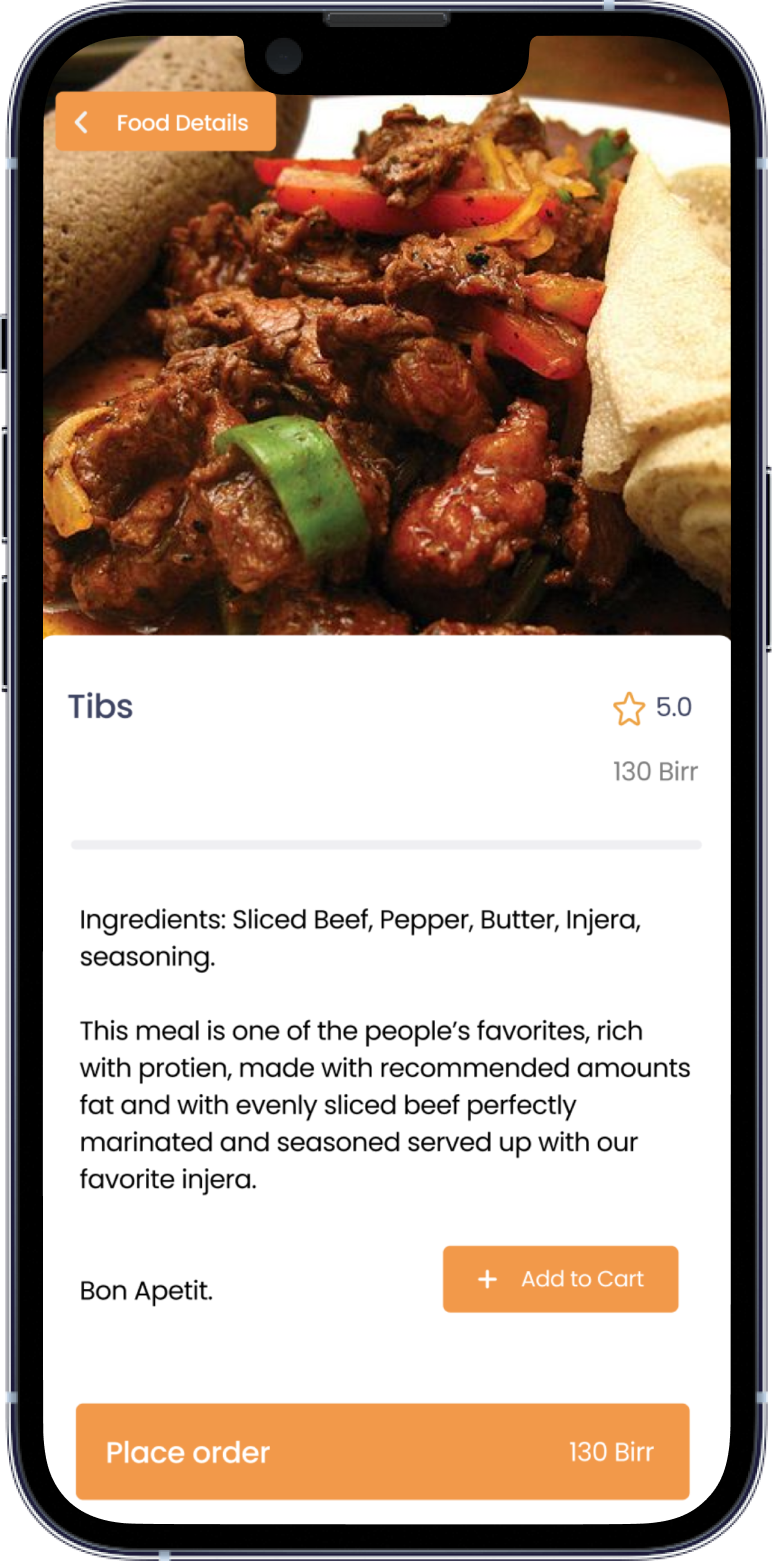 Food Details
Tibs
5.0
130 Birr
Ingredients: Sliced Beef, Pepper, Butter, Injera,
seasoning.
This meal is one of the people’s favorites, rich
with protien, made with recommended amounts
fat and with evenly sliced beef perfectly
marinated and seasoned served up with our
favorite injera.
Bon Apetit.
+ Add to Cart
Place order 130 Birr